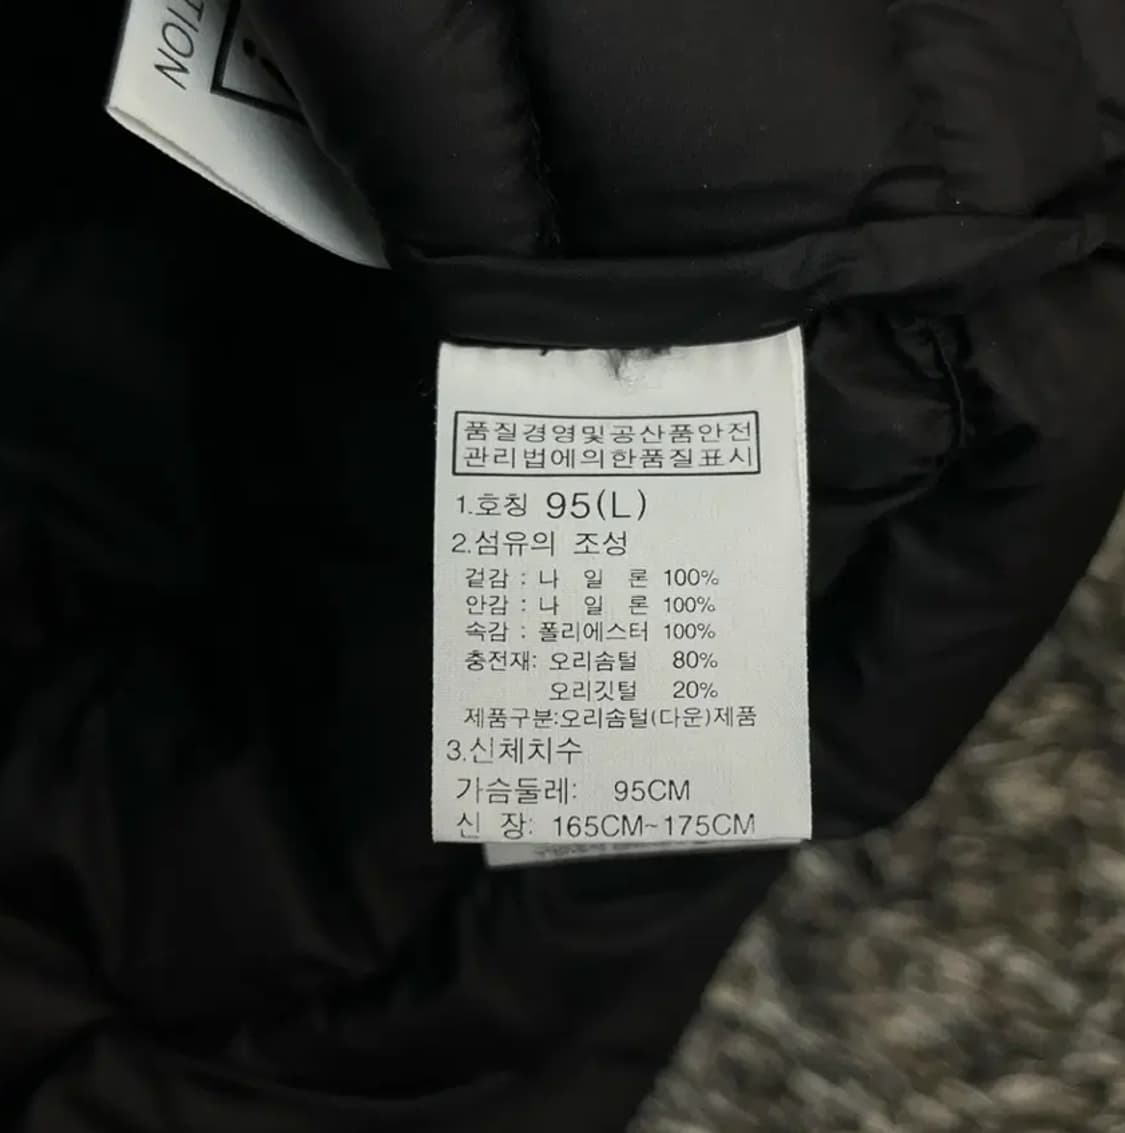 TION
품질경영및공산품안전
관리법에의한품질표시
1.호칭 95(L)
2.섬유의 조성
겉감 : 나 일 론 100%
안감 : 나 일 론 100%
속감 : 폴리에스터 100%
충전재: 오리솜털 80%
오리깃털 20%
제품구분:오리솜털(다운)제품
3.신체치수
가슴둘레: 95CM
신 장: 165CM~175CM